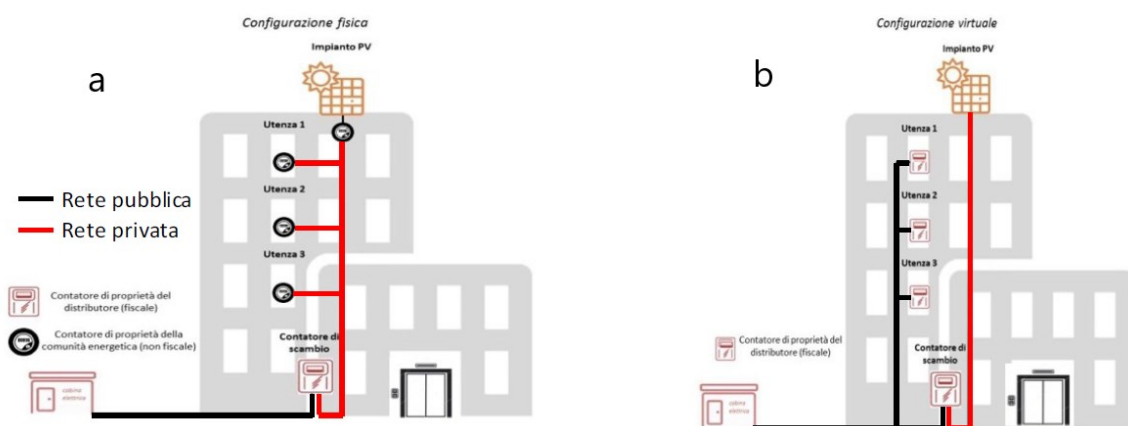 Configurazione fisica
Impianto PV
a
Utenza 1
Utenza 2
Rete pubblica
Rete privata
Utenza 3
Contatore di proprietà del
distributore (fiscale)
Contatore di proprietà della
comunità energetica (non fiscale)
Contatore di
scambio
cabina
elettrica
Configurazione virtuale
Impianto PV
b
Utenza 1
Utenza 2
Utenza 3
Contatore di proprietà del
distributore (fiscale)
Contatore di
scambio
cabina
elettrica